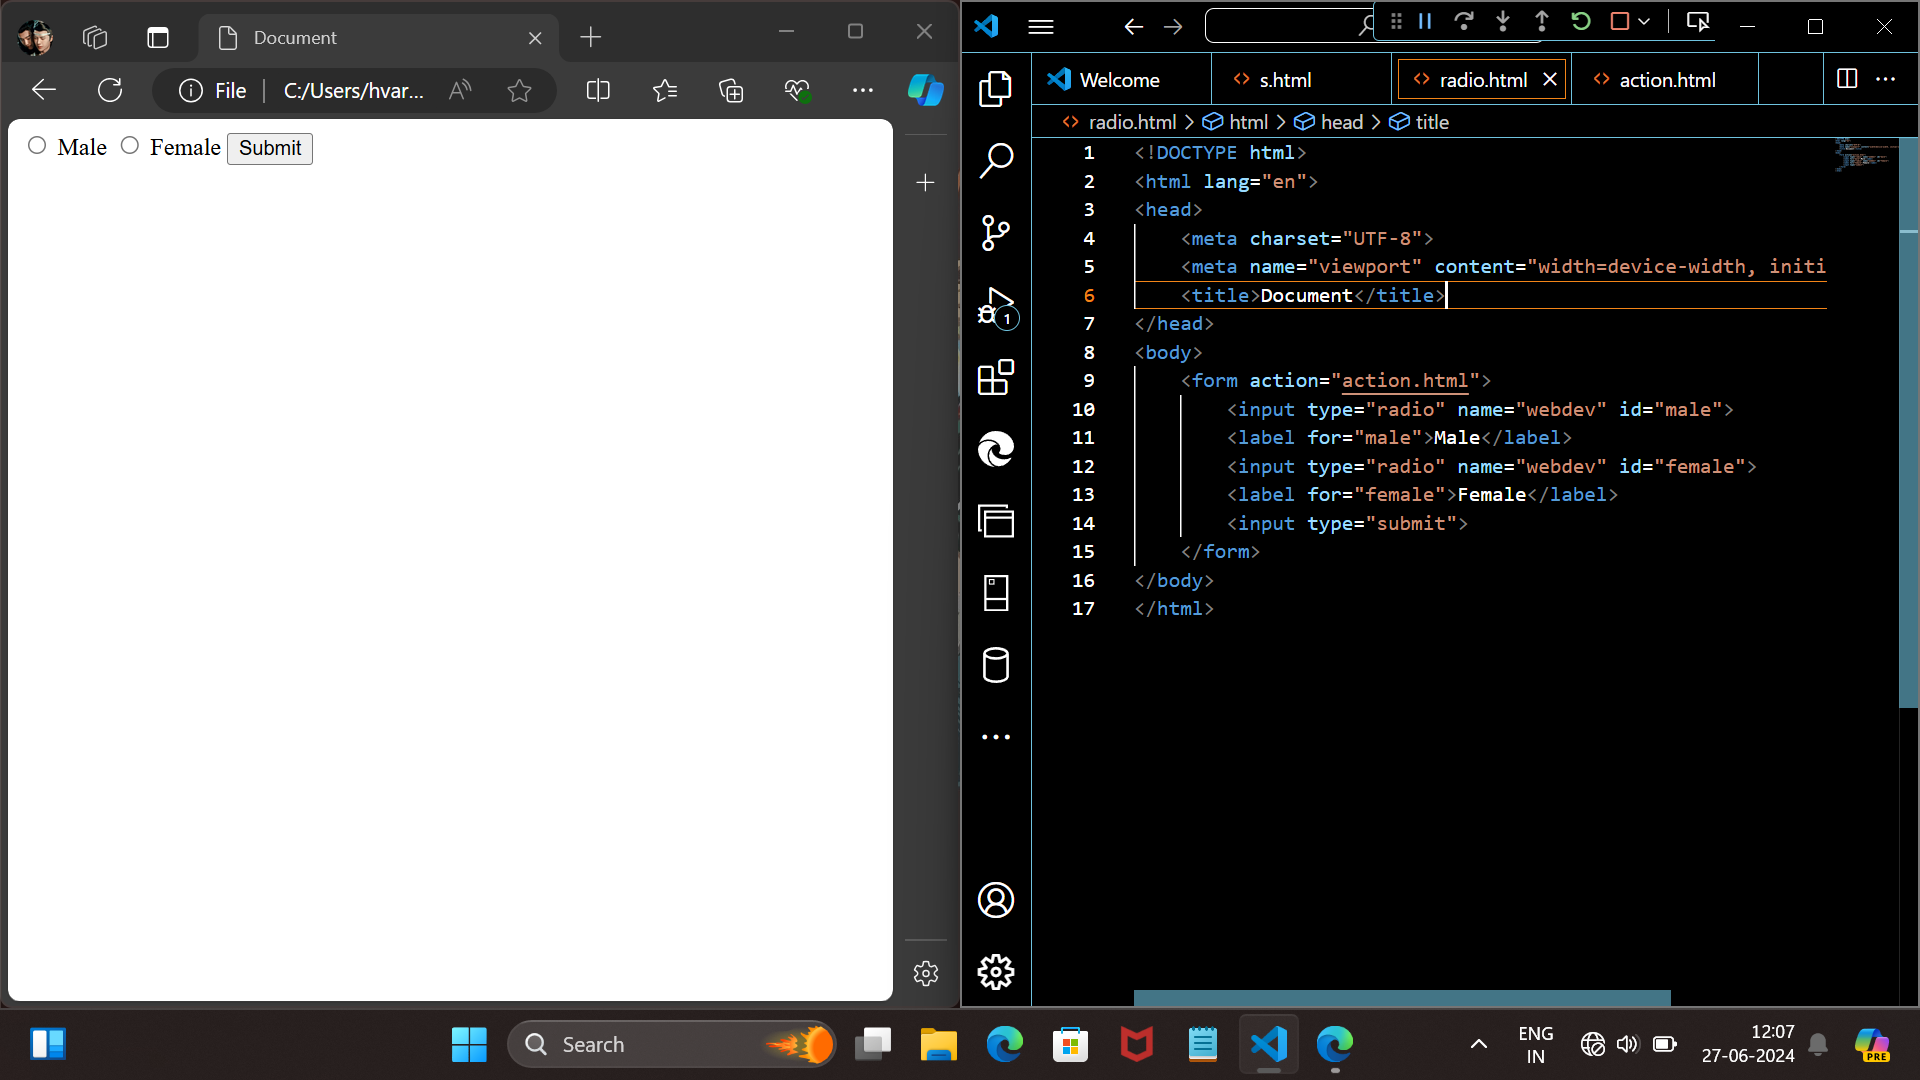 Document
File
C:/Users/hvar...
Male Female Submit
Welcome
s.html
radio.html
action.html
radio.html > html > head > title
1 <!DOCTYPE html>
2 <html lang="en">
3 <head>
4 <meta charset="UTF-8">
5 <meta name="viewport" content="width=device-width, initi
6 <title>Document</title>
7 </head>
8 <body>
9 <form action="action.html">
10 <input type="radio" name="webdev" id="male">
11 <label for="male">Male</label>
12 <input type="radio" name="webdev" id="female">
13 <label for="female">Female</label>
14 <input type="submit">
15 </form>
16 </body>
17 </html>
1
Search
ENG
IN
12:07
27-06-2024
PRE